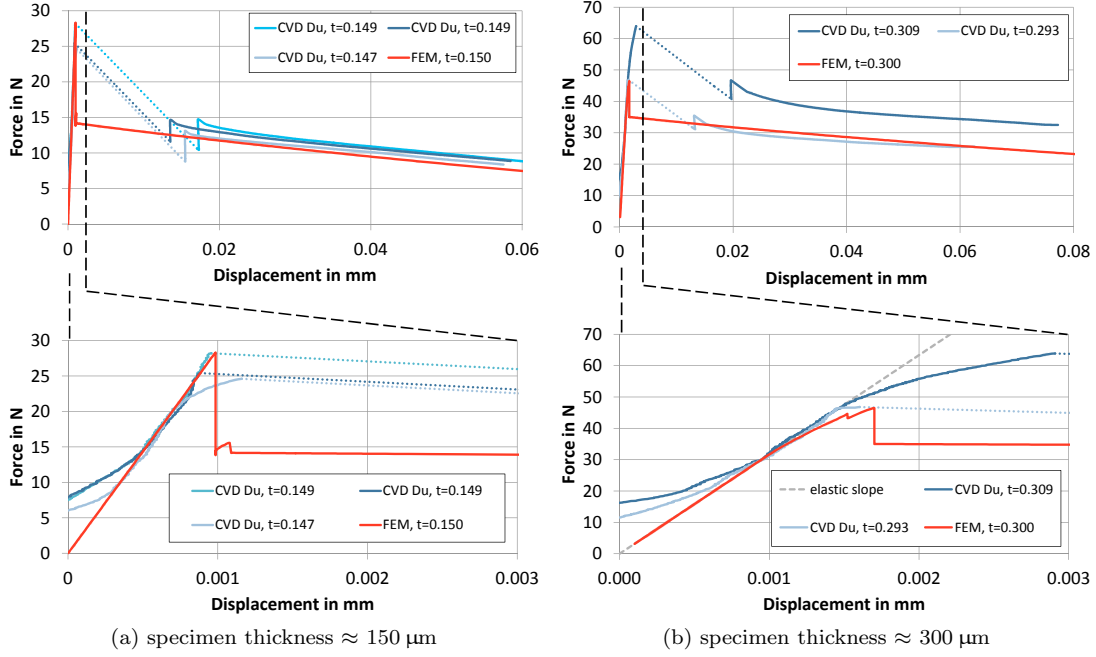 Force in N
30
25
20
15
10
5
0
CVD Du, t=0.149 CVD Du, t=0.149
CVD Du, t=0.147 FEM, t=0.150
0 0.02 0.04 0.06
Displacement in mm
Force in N
70
60
50
40
30
20
10
0
CVD Du, t=0.309 CVD Du, t=0.293
FEM, t=0.300
0 0.02 0.04 0.06 0.08
Displacement in mm
Force in N
30
25
20
15
10
5
0
CVD Du, t=0.149 CVD Du, t=0.149
CVD Du, t=0.147 FEM, t=0.150
0 0.001 0.002 0.003
Displacement in mm
(a) specimen thickness ≈ 150 μm
Force in N
70
60
50
40
30
20
10
0
elastic slope CVD Du, t=0.309
CVD Du, t=0.293 FEM, t=0.300
0.000 0.001 0.002 0.003
Displacement in mm
(b) specimen thickness ≈ 300 μm